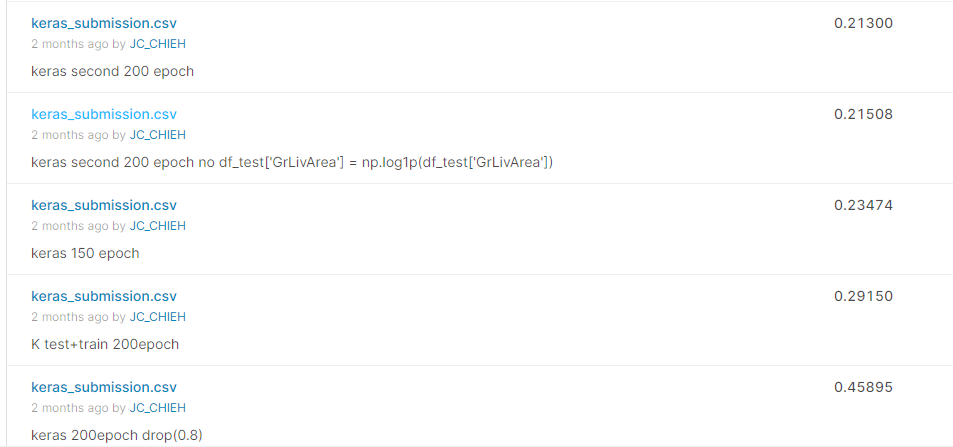 keras_submission.csv 0.21300
2 months ago by JC_CHIEH
keras second 200 epoch
keras_submission.csv 0.21508
2 months ago by JC_CHIEH
keras second 200 epoch no df_test['GrLivArea'] = np.log1p(df_test['GrLivArea'])
keras_submission.csv 0.23474
2 months ago by JC_CHIEH
keras 150 epoch
keras_submission.csv 0.29150
2 months ago by JC_CHIEH
K test+train 200epoch
keras_submission.csv 0.45895
2 months ago by JC_CHIEH
keras 200epoch drop(0.8)